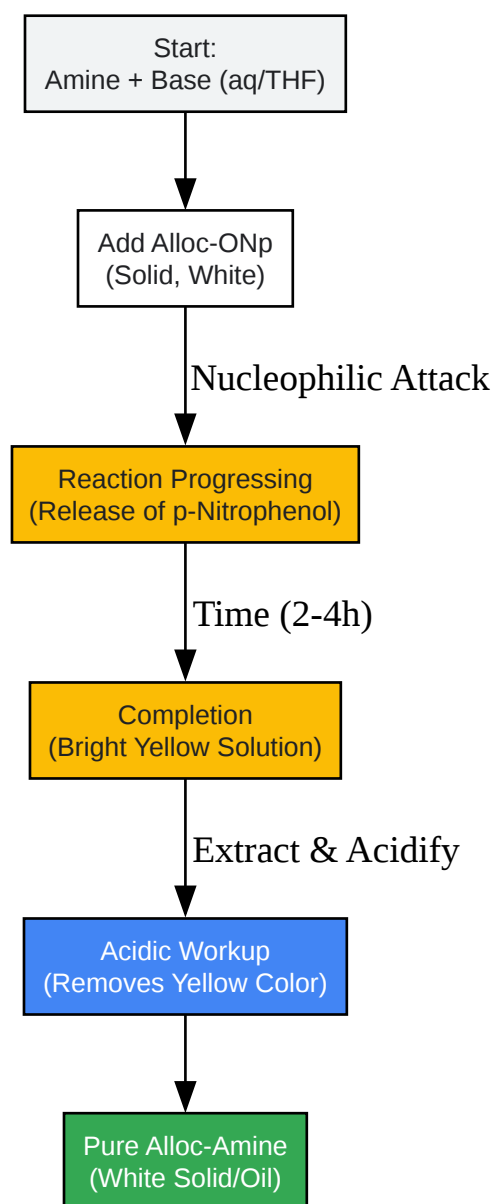 Start:
Amine + Base (aq/THF)
Add Alloc-ONp
(Solid, White)
Nucleophilic Attack
Reaction Progressing
(Release of p-Nitrophenol)
Time (2-4h)
Completion
(Bright Yellow Solution)
Extract & Acidify
Acidic Workup
(Removes Yellow Color)
Pure Alloc-Amine
(White Solid/Oil)